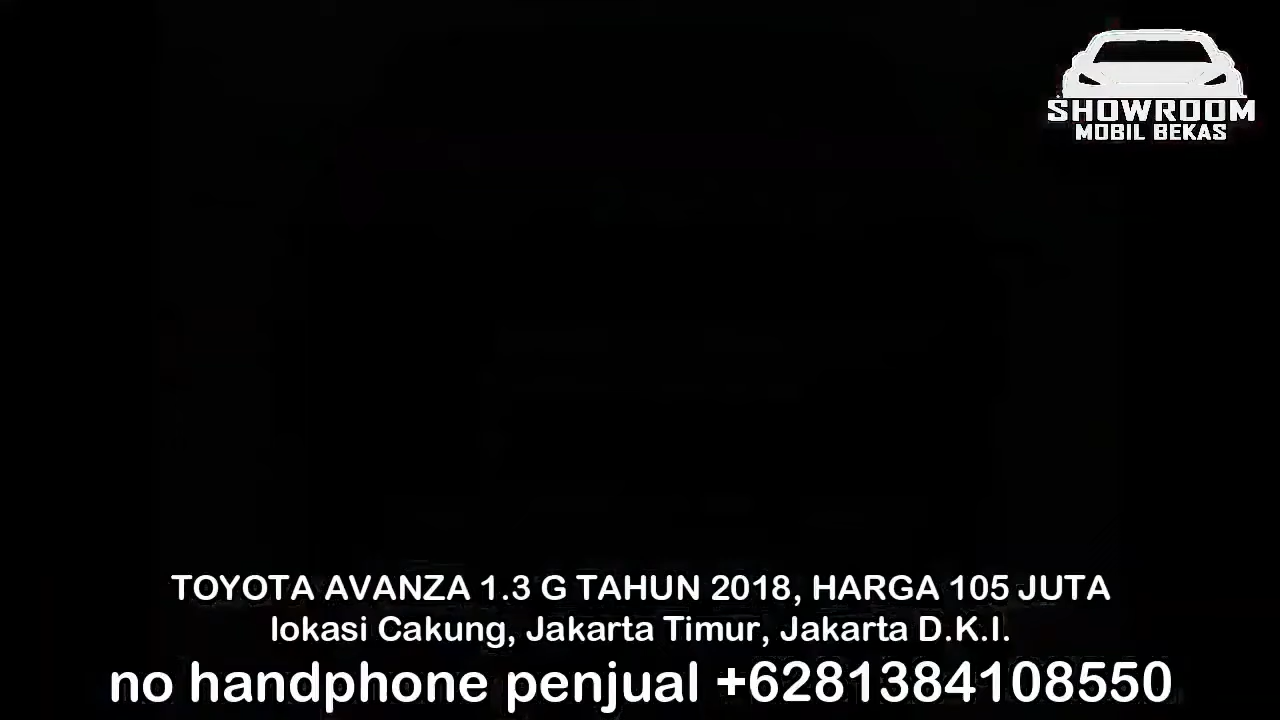 SHOWROOM
MOBIL BEKAS
TOYOTA AVANZA 1.3 G TAHUN 2018, HARGA 105 JUTA
lokasi Cakung, Jakarta Timur, Jakarta D.K.I.
no handphone penjual +6281384108550